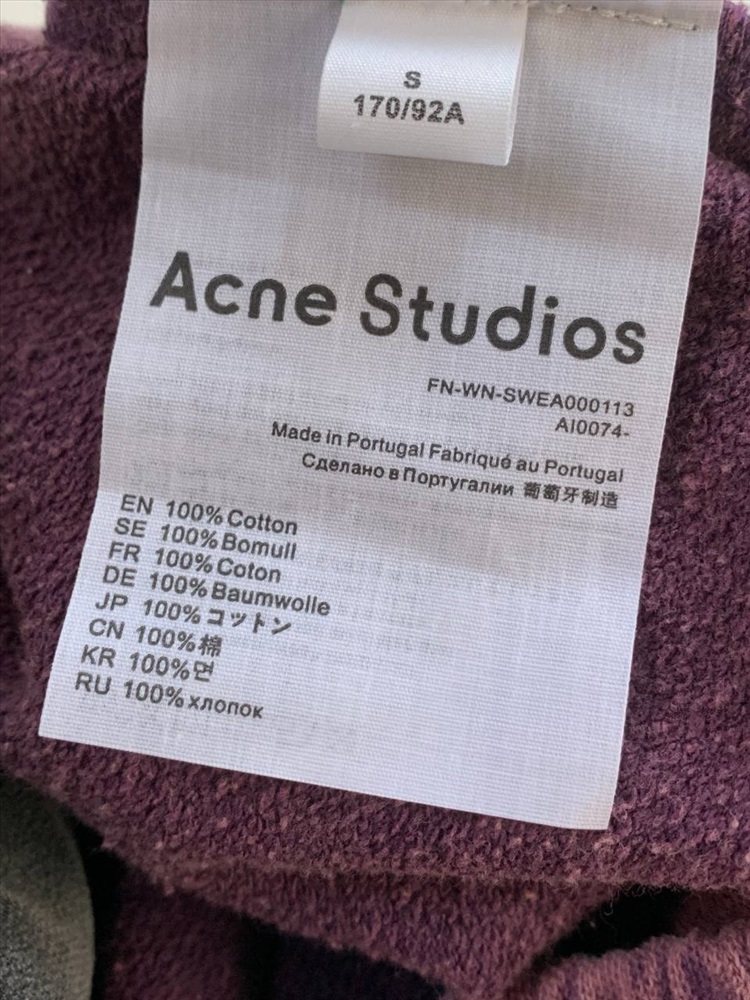 S
170/92A
Acne Studios
FN-WN-SWEA000113
AI0074-
Made in Portugal Fabriqué au Portugal
Сделано в Португалии 葡萄牙制造
EN 100% Cotton
SE 100% Bomull
FR 100% Coton
DE 100% Baumwolle
JP 100% コットン
CN 100% 棉
KR 100% 면
RU 100% хлопок